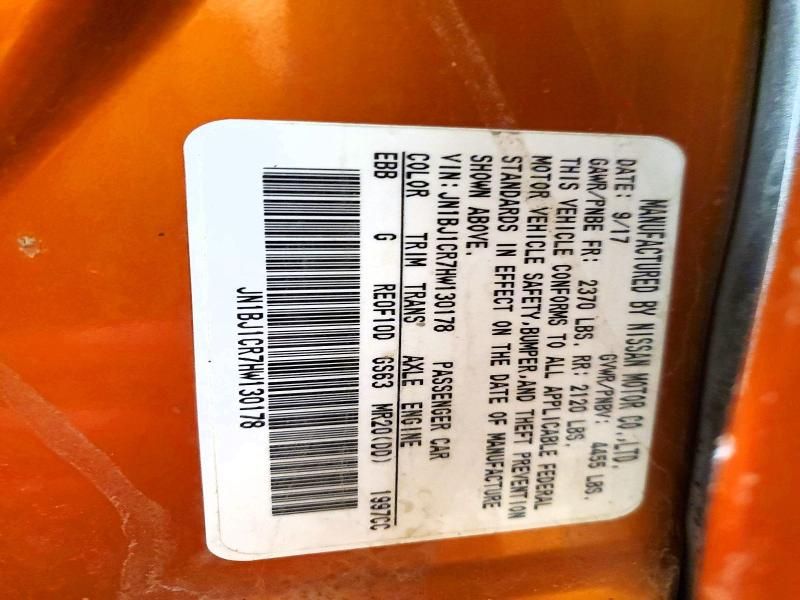 MANUFACTURED BY NISSAN MOTOR CO.,LTD.
DATE: 9/17 GVWR/PNBV: 4455 LBS.
GAWR/PNBE FR: 2370 LBS. RR: 2120 LBS.
THIS VEHICLE CONFORMS TO ALL APPLICABLE FEDERAL
MOTOR VEHICLE SAFETY,BUMPER,AND THEFT PREVENTION
STANDARDS IN EFFECT ON THE DATE OF MANUFACTURE
SHOWN ABOVE.
VIN:JN1BJ1CR7HW130178 PASSENGER CAR
COLOR TRIM TRANS AXLE ENGINE
EBB G RE0F10D GS63 MR20(DD) 1997CC
JN1BJ1CR7HW130178